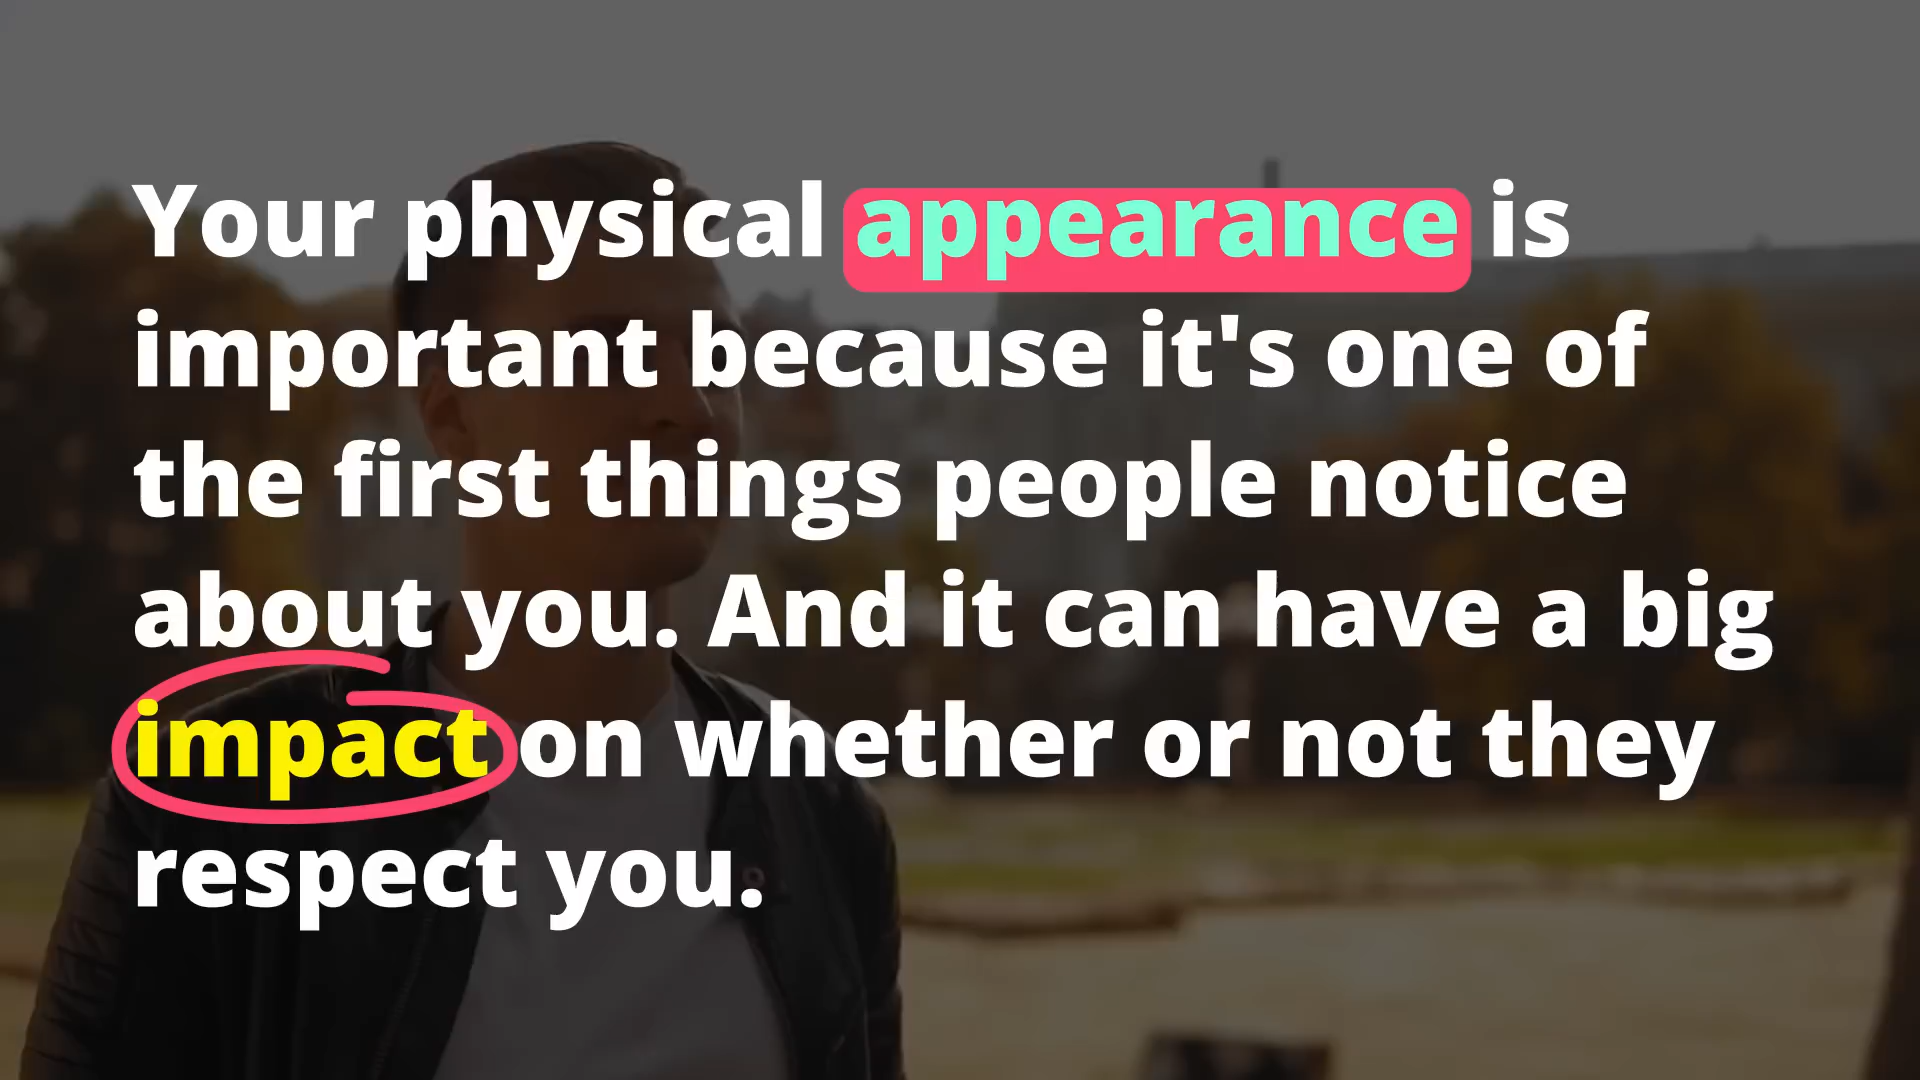 Your physical appearance is
important because it's one of
the first things people notice
about you. And it can have a big
impact on whether or not they
respect you.